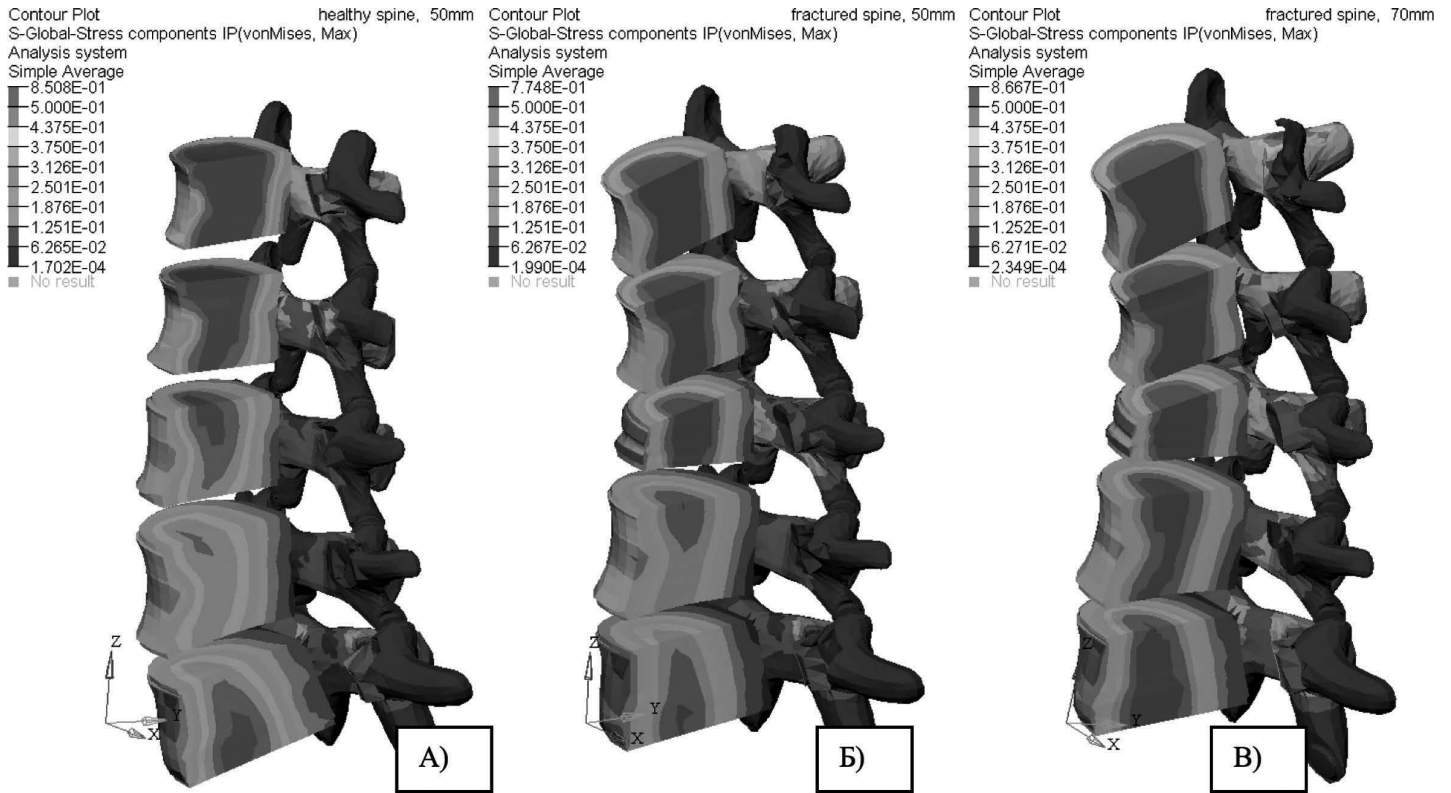 Contour Plot healthy spine, 50mm
S-Global-Stress components IP(vonMises, Max)
Analysis system
Simple Average
8.508E-01
5.000E-01
4.375E-01
3.750E-01
3.126E-01
2.501E-01
1.876E-01
1.251E-01
6.265E-02
1.702E-04
No result
Z
Y
X
А)
Contour Plot fractured spine, 50mm
S-Global-Stress components IP(vonMises, Max)
Analysis system
Simple Average
7.748E-01
5.000E-01
4.375E-01
3.750E-01
3.126E-01
2.501E-01
1.876E-01
1.251E-01
6.267E-02
1.990E-04
No result
Z
Y
X
Б)
Contour Plot fractured spine, 70mm
S-Global-Stress components IP(vonMises, Max)
Analysis system
Simple Average
8.667E-01
5.000E-01
4.375E-01
3.751E-01
3.126E-01
2.501E-01
1.876E-01
1.252E-01
6.271E-02
2.349E-04
No result
Z
Y
X
В)